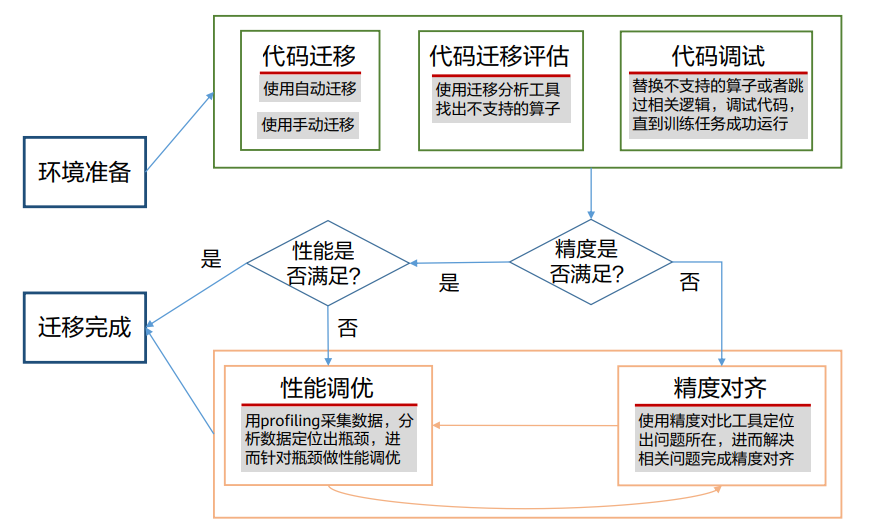 代码迁移
使用自动迁移
使用手动迁移
代码迁移评估
使用迁移分析工具
找出不支持的算子
代码调试
替换不支持的算子或者跳
过相关逻辑，调试代码，
直到训练任务成功运行
环境准备
是
性能是
否满足?
是
精度是
否满足?
否
迁移完成
否
性能调优
用profiling采集数据，分
析数据定位出瓶颈，进
而针对瓶颈做性能调优
精度对齐
使用精度对比工具定位
出问题所在，进而解决
相关问题完成精度对齐